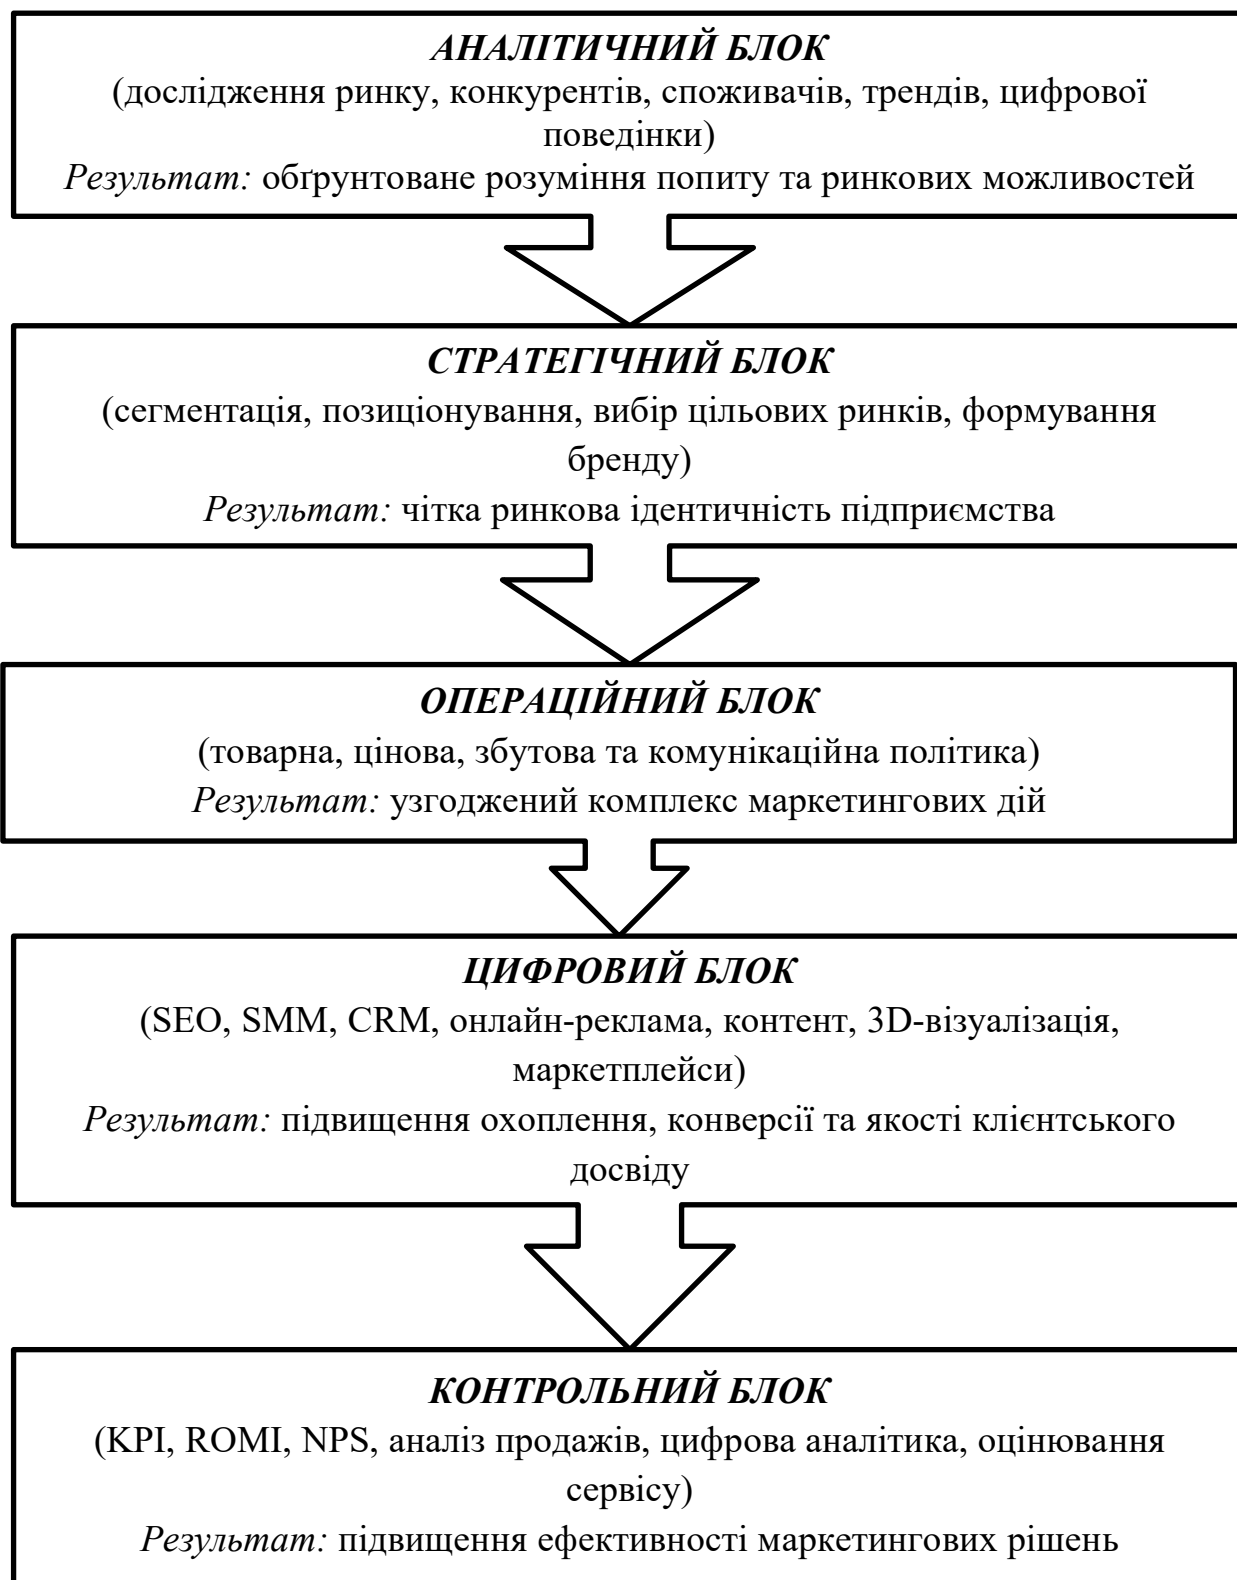 АНАЛІТИЧНИЙ БЛОК
(дослідження ринку, конкурентів, споживачів, трендів, цифрової
поведінки)
Результат: обґрунтоване розуміння попиту та ринкових можливостей
СТРАТЕГІЧНИЙ БЛОК
(сегментація, позиціонування, вибір цільових ринків, формування
бренду)
Результат: чітка ринкова ідентичність підприємства
ОПЕРАЦІЙНИЙ БЛОК
(товарна, цінова, збутова та комунікаційна політика)
Результат: узгоджений комплекс маркетингових дій
ЦИФРОВИЙ БЛОК
(SEO, SMM, CRM, онлайн-реклама, контент, 3D-візуалізація,
маркетплейси)
Результат: підвищення охоплення, конверсії та якості клієнтського
досвіду
КОНТРОЛЬНИЙ БЛОК
(KPI, ROMI, NPS, аналіз продажів, цифрова аналітика, оцінювання
сервісу)
Результат: підвищення ефективності маркетингових рішень